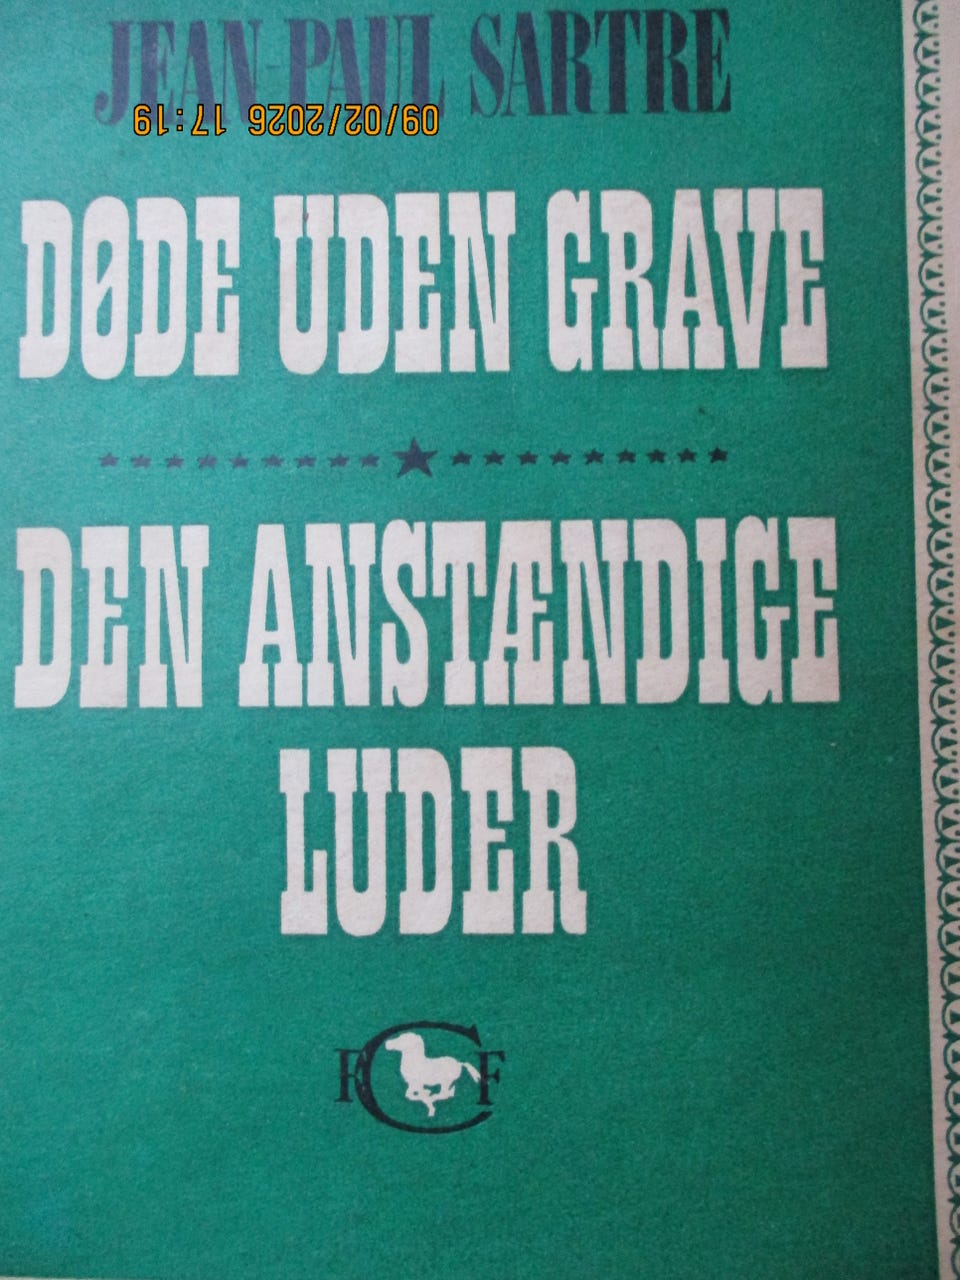 JEAN-PAUL SARTRE
09/02/2026 17:19
DØDE UDEN GRAVE
DEN ANSTÆNDIGE
LUDER
F C F